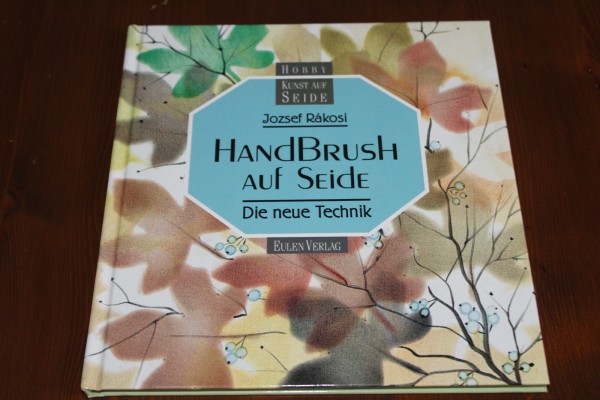 HOBBY
KUNST AUF
SEIDE
Jozsef Rákosi
HANDBRUSH
AUF SEIDE
Die neue Technik
EULEN VERLAG